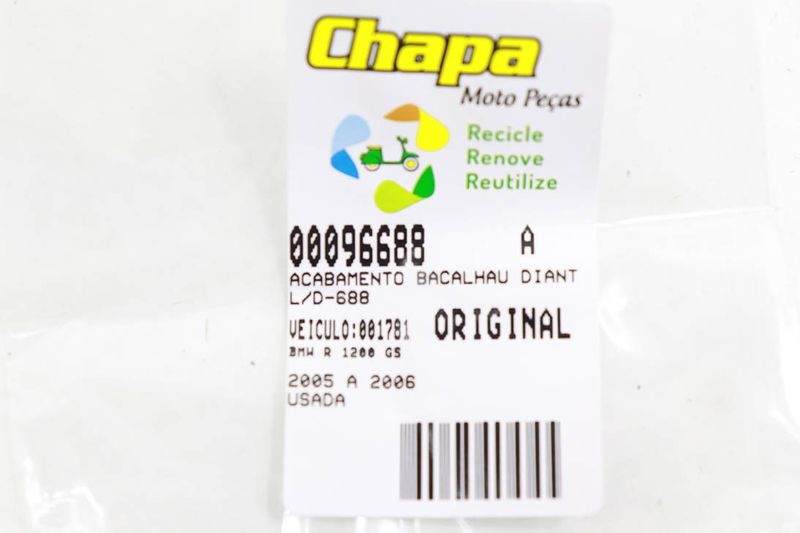 Chapa
Moto Peças
Recicle
Renove
Reutilize
00096688 A
ACABAMENTO BACALHAU DIANT
L/D-688
VEICULO:001781 ORIGINAL
BMW R 1200 GS
2005 A 2006
USADA